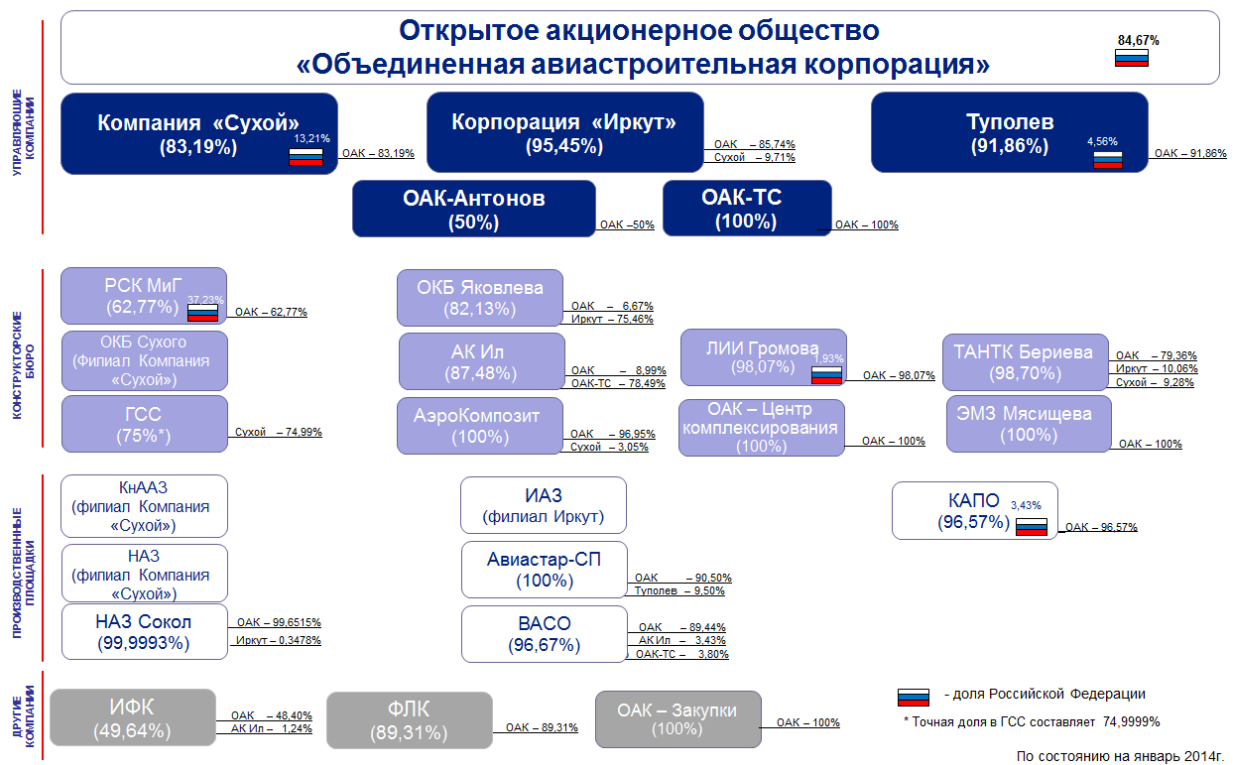 Открытое акционерное общество
«Объединенная авиастроительная корпорация»
84,67%
УПРАВЛЯЮЩИЕ
КОМПАНИИ
Компания «Сухой»
(83,19%)
13,21%
ОАК – 83,19%
Корпорация «Иркут»
(95,45%)
ОАК – 85,74%
Сухой – 9,71%
Туполев
(91,86%)
4,56%
ОАК – 91,86%
ОАК-Антонов
(50%)
ОАК –50%
ОАК-ТС
(100%)
ОАК – 100%
КОНСТРУКТОРСКИЕ
БЮРО
РСК МиГ
(62,77%)
37,23%
ОАК – 62,77%
ОКБ Яковлева
(82,13%)
ОАК – 6,67%
Иркут – 75,46%
ОКБ Сухого
(Филиал Компания
«Сухой»)
АК Ил
(87,48%)
ОАК – 8,99%
ОАК-ТС – 78,49%
ЛИИ Громова
(98,07%)
1,93%
ОАК – 98,07%
ТАНТК Бериева
(98,70%)
ОАК – 79,36%
Иркут – 10,06%
Сухой – 9,28%
ГСС
(75%*)
Сухой – 74,99%
АэроКомпозит
(100%)
ОАК – 96,95%
Сухой – 3,05%
ОАК – Центр
комплексирования
(100%)
ОАК – 100%
ЭМЗ Мясищева
(100%)
ОАК – 100%
ПРОИЗВОДСТВЕНННЫЕ
ПЛОЩАДКИ
КнААЗ
(филиал Компания
«Сухой»)
ИАЗ
(филиал Иркут)
КАПО
(96,57%)
3,43%
ОАК – 96,57%
НАЗ
(филиал Компания
«Сухой»)
Авиастар-СП
(100%)
ОАК – 90,50%
Туполев – 9,50%
НАЗ Сокол
(99,9993%)
ОАК – 99,6515%
Иркут – 0,3478%
ВАСО
(96,67%)
ОАК – 89,44%
АК Ил – 3,43%
ОАК-ТС – 3,80%
ДРУГИЕ
КОМПАНИИ
ИФК
(49,64%)
ОАК – 48,40%
АК Ил – 1,24%
ФЛК
(89,31%)
ОАК – 89,31%
ОАК – Закупки
(100%)
ОАК – 100%
- доля Российской Федерации
* Точная доля в ГСС составляет 74,9999%
По состоянию на январь 2014г.